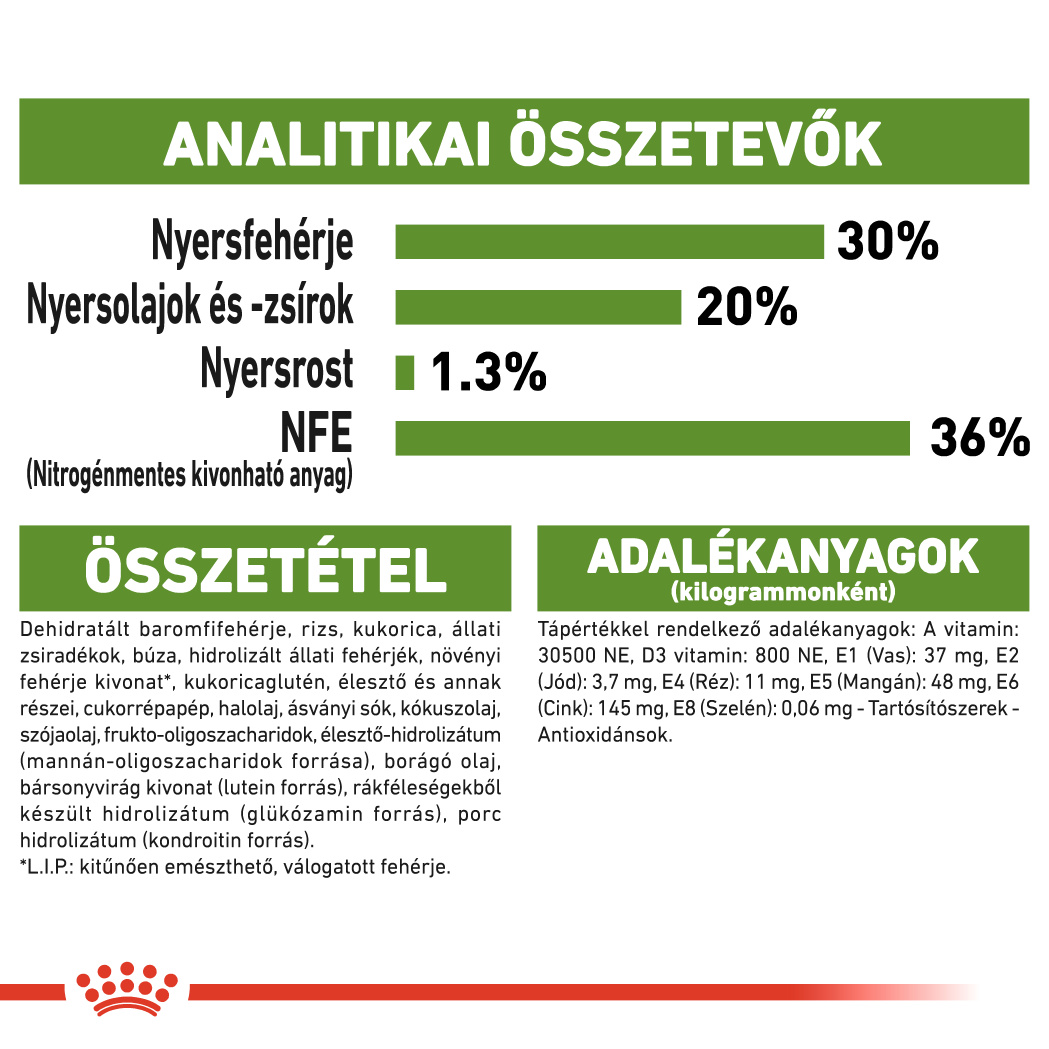 ANALITIKAI ÖSSZETEVŐK
Nyersfehérje 30%
Nyersolajok és -zsírok 20%
Nyersrost 1.3%
NFE 36%
(Nitrogénmentes kivonható anyag)
ÖSSZETÉTEL
Dehidratált baromfifehérje, rizs, kukorica, állati
zsiradékok, búza, hidrolizált állati fehérjék, növényi
fehérje kivonat*, kukoricaglutén, élesztő és annak
részei, cukorrépapép, halolaj, ásványi sók, kókuszolaj,
szójaolaj, frukto-oligoszacharidok, élesztő-hidrolizátum
(mannán-oligoszacharidok forrása), borágó olaj,
bársonyvirág kivonat (lutein forrás), rákféleségekből
készült hidrolizátum (glükózamin forrás), porc
hidrolizátum (kondroitin forrás).
*L.I.P.: kitűnően emészthető, válogatott fehérje.
ADALÉKANYAGOK
(kilogrammonként)
Tápértékkel rendelkező adalékanyagok: A vitamin:
30500 NE, D3 vitamin: 800 NE, E1 (Vas): 37 mg, E2
(Jód): 3,7 mg, E4 (Réz): 11 mg, E5 (Mangán): 48 mg, E6
(Cink): 145 mg, E8 (Szelén): 0,06 mg - Tartósítószerek -
Antioxidánsok.